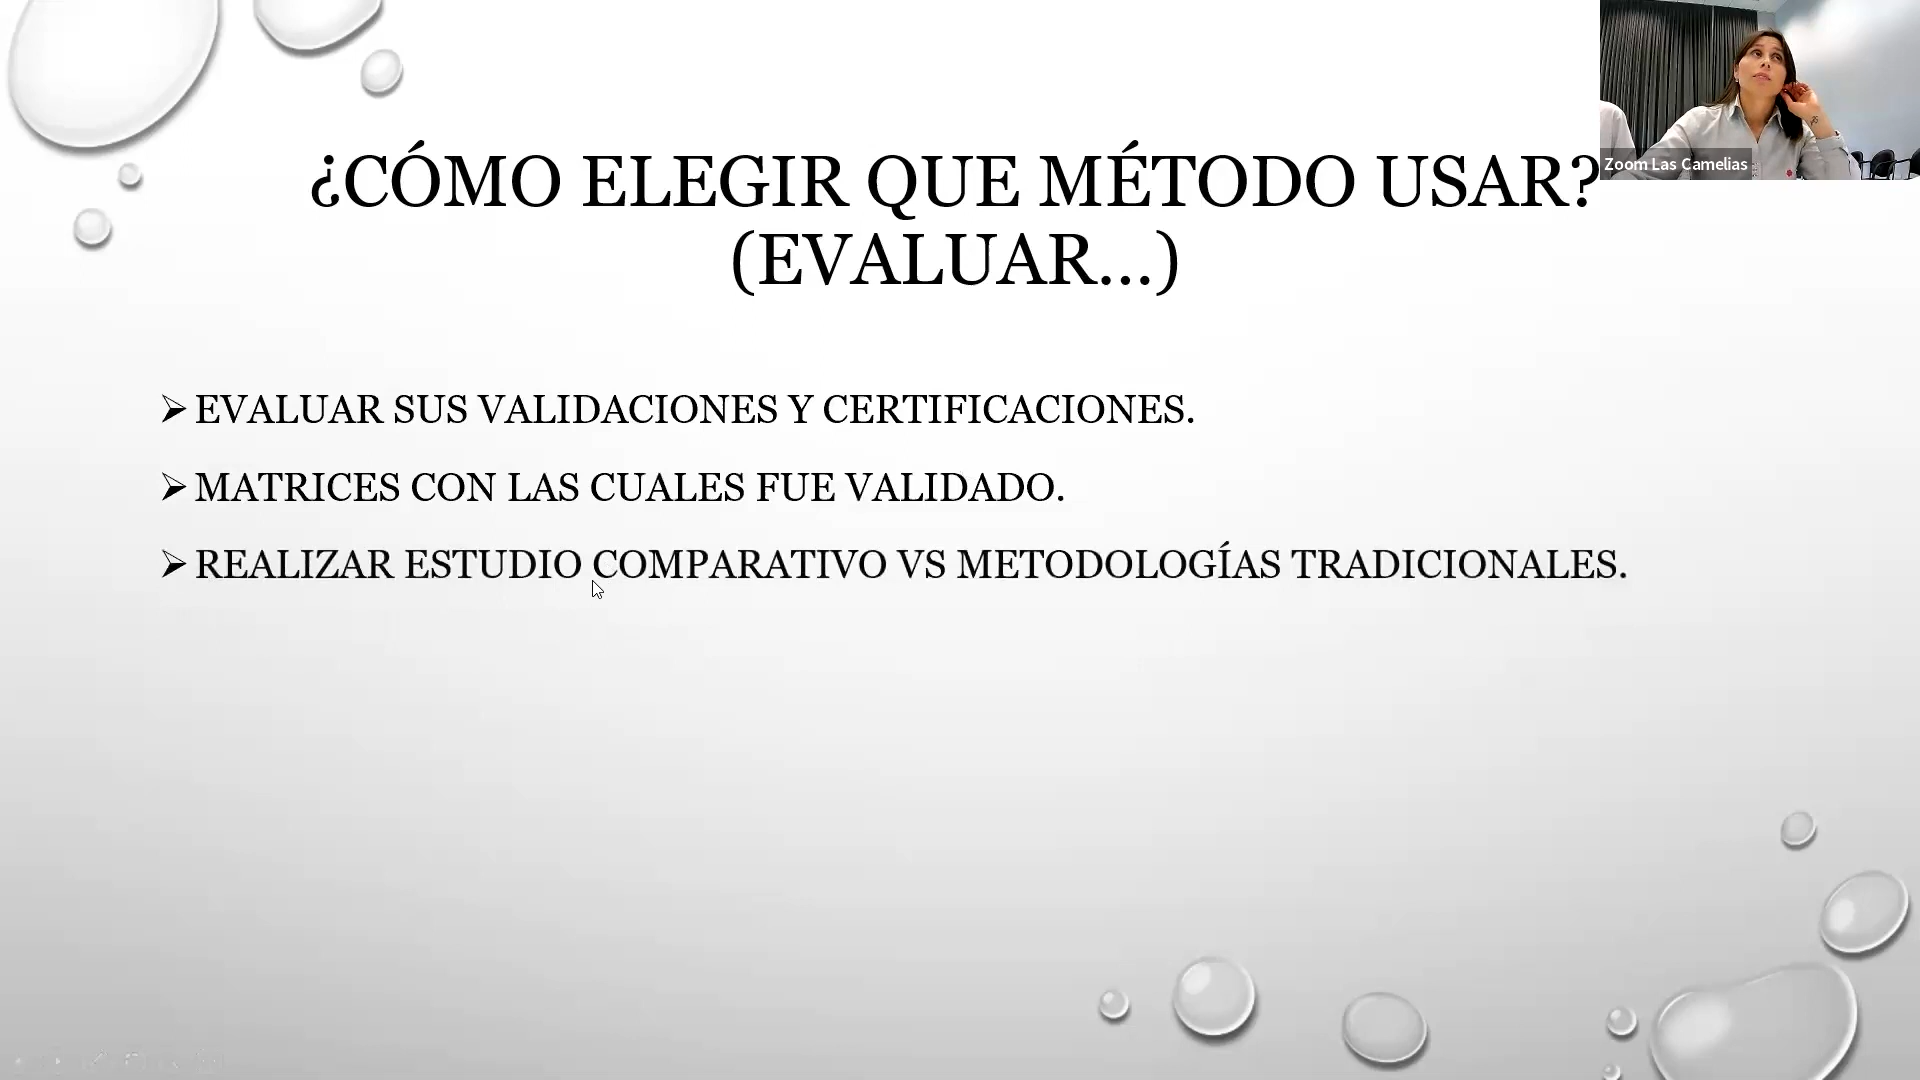 ¿CÓMO ELEGIR QUE MÉTODO USAR?
(EVALUAR...)
EVALUAR SUS VALIDACIONES Y CERTIFICACIONES.
MATRICES CON LAS CUALES FUE VALIDADO.
REALIZAR ESTUDIO COMPARATIVO VS METODOLOGÍAS TRADICIONALES.
Zoom Las Camelias